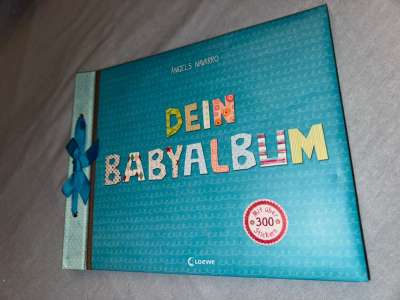 ÀNGELS NAVARRO
DEIN
BABYALBUM
Mit über
300
Stickern
LOEWE